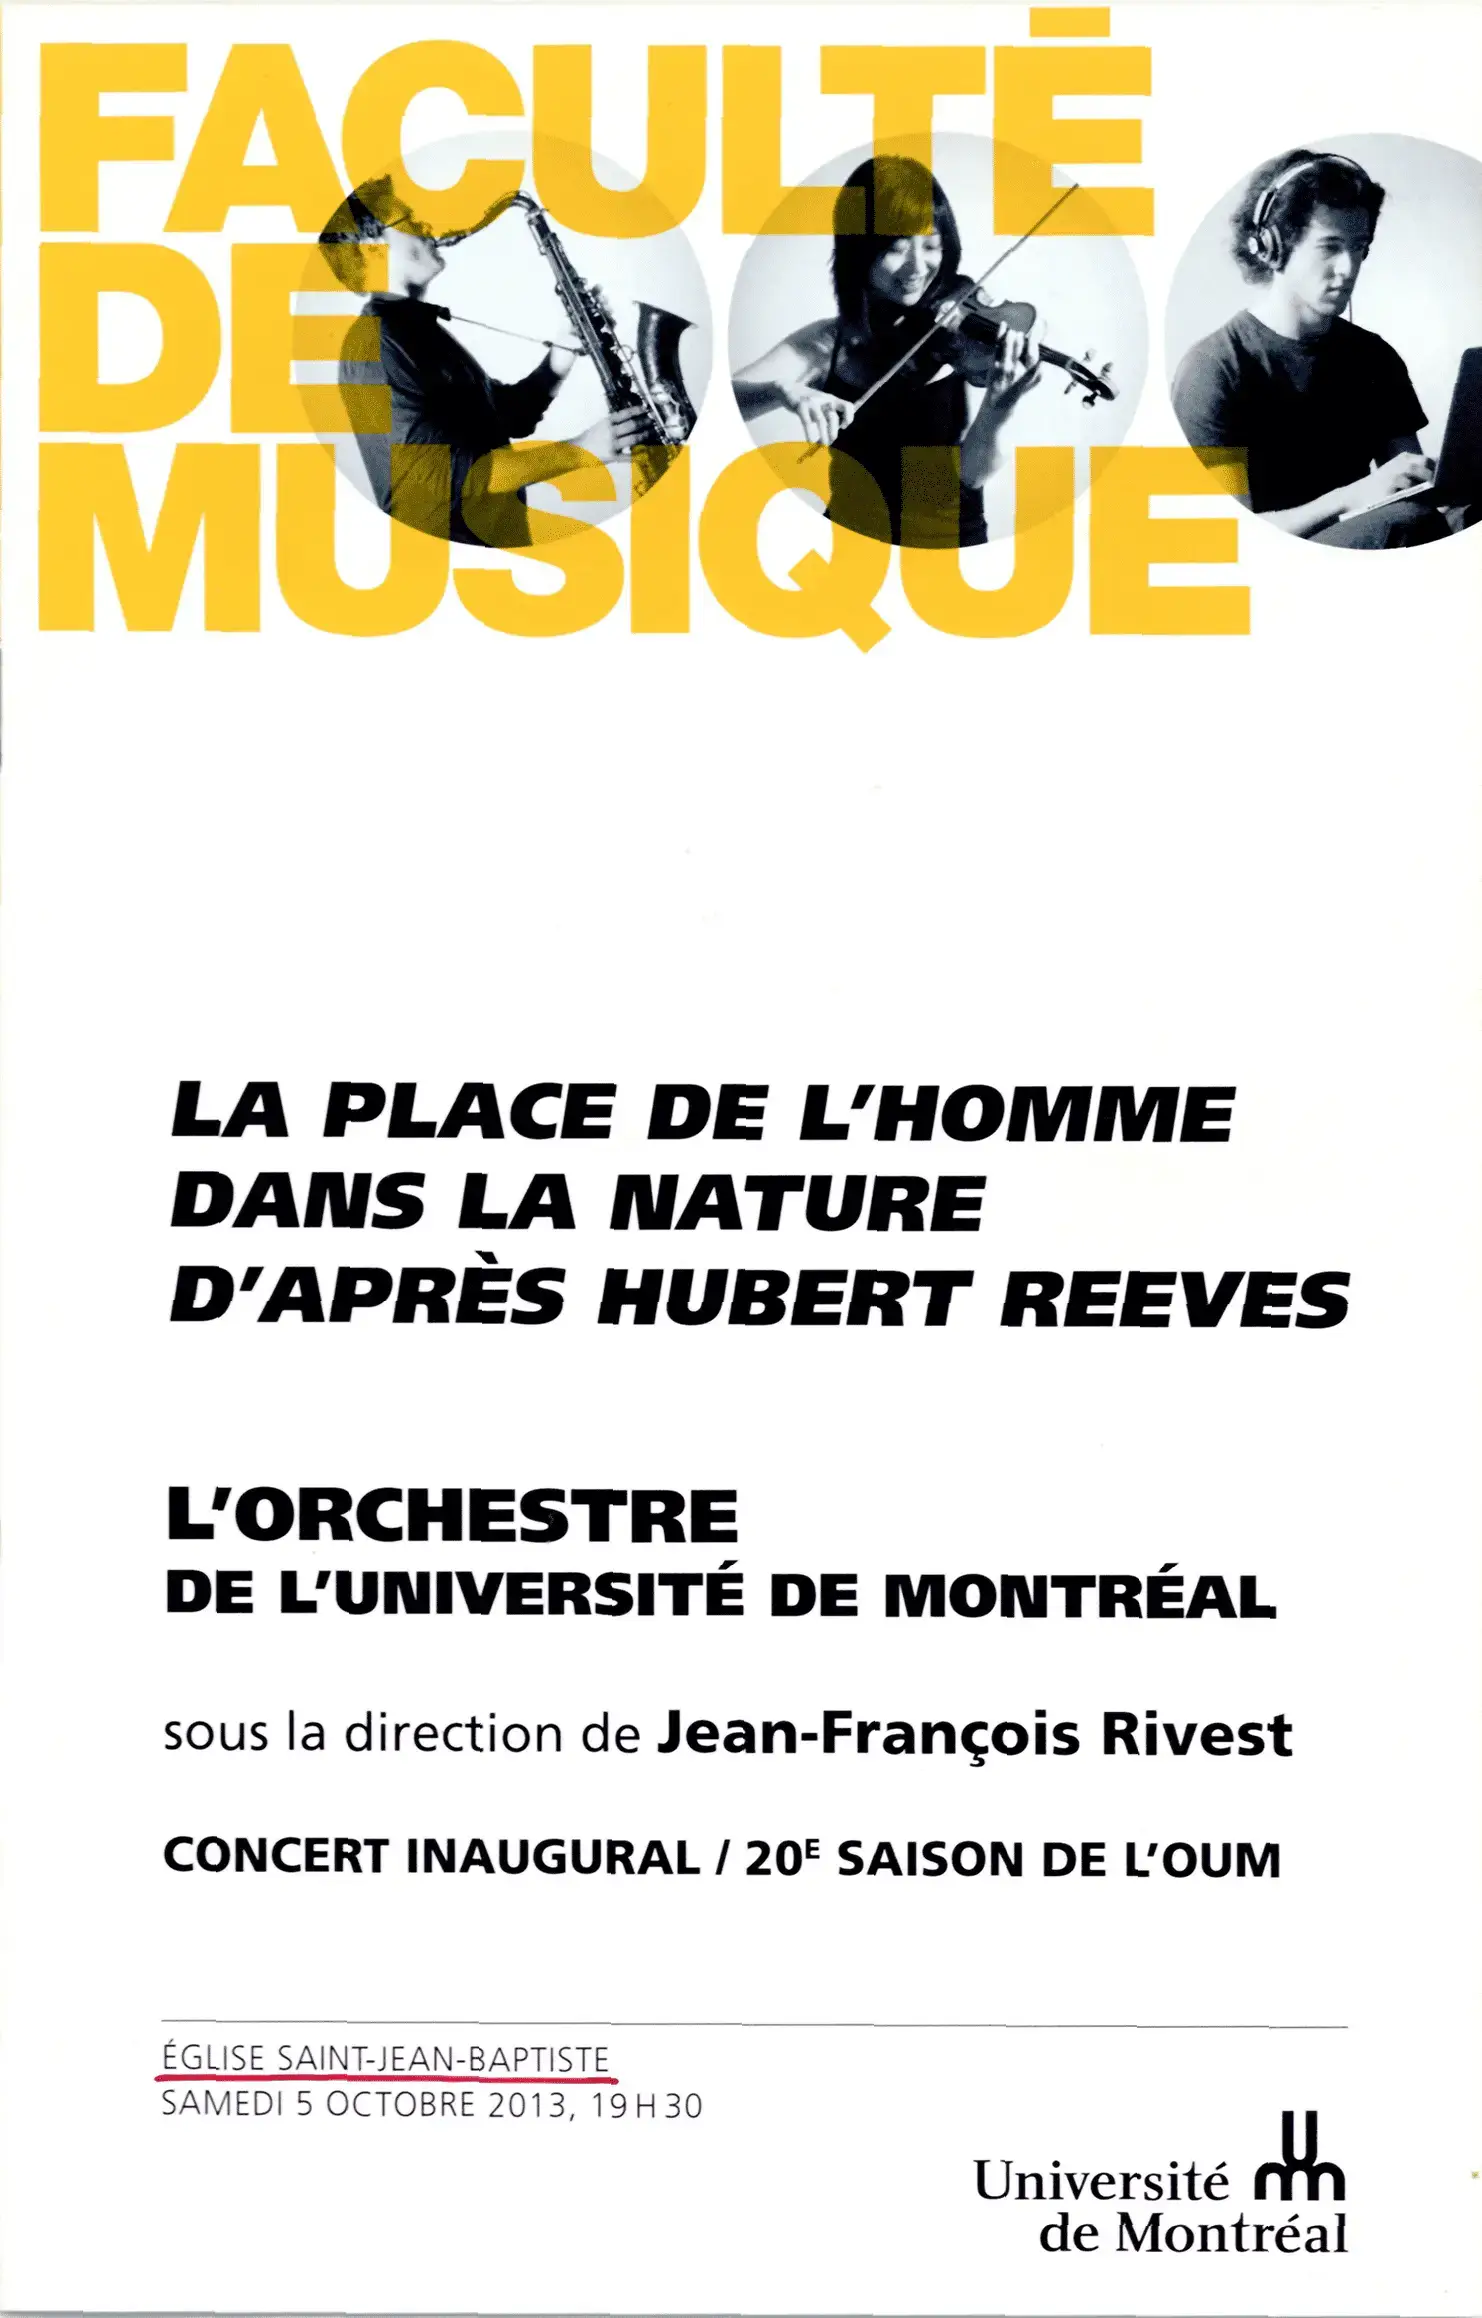 FACULTÉ
DE
MUSIQUE
LA PLACE DE L'HOMME
DANS LA NATURE
D'APRÈS HUBERT REEVES
L'ORCHESTRE
DE L'UNIVERSITÉ DE MONTRÉAL
sous la direction de Jean-François Rivest
CONCERT INAUGURAL / 20E SAISON DE L'OUM
ÉGLISE SAINT-JEAN-BAPTISTE
SAMEDI 5 OCTOBRE 2013, 19 H 30
Université
de Montréal